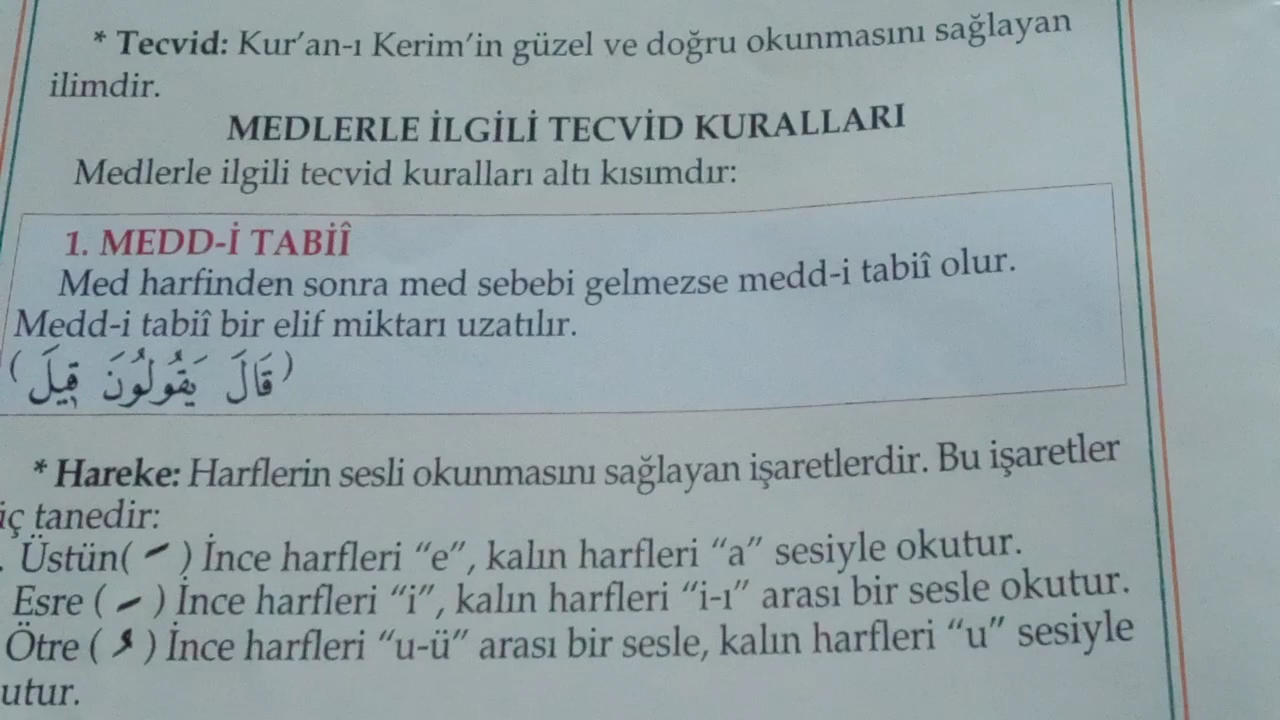 * Tecvid: Kur'an-ı Kerim'in güzel ve doğru okunmasını sağlayan
ilimdir.
MEDLERLE İLGİLİ TECVİD KURALLARI
Medlerle ilgili tecvid kuralları altı kısımdır:
1. MEDD-İ TABİÎ
Med harfinden sonra med sebebi gelmezse medd-i tabiî olur.
Medd-i tabiî bir elif miktarı uzatılır.
(قَالَ يَقُولُونَ قِيلَ)
* Hareke: Harflerin sesli okunmasını sağlayan işaretlerdir. Bu işaretler
üç tanedir:
. Üstün( َ ) İnce harfleri “e”, kalın harfleri “a” sesiyle okutur.
Esre ( ِ ) İnce harfleri “i”, kalın harfleri “i-ı” arası bir sesle okutur.
Ötre ( ُ ) İnce harfleri “u-ü” arası bir sesle, kalın harfleri “u” sesiyle
utur.